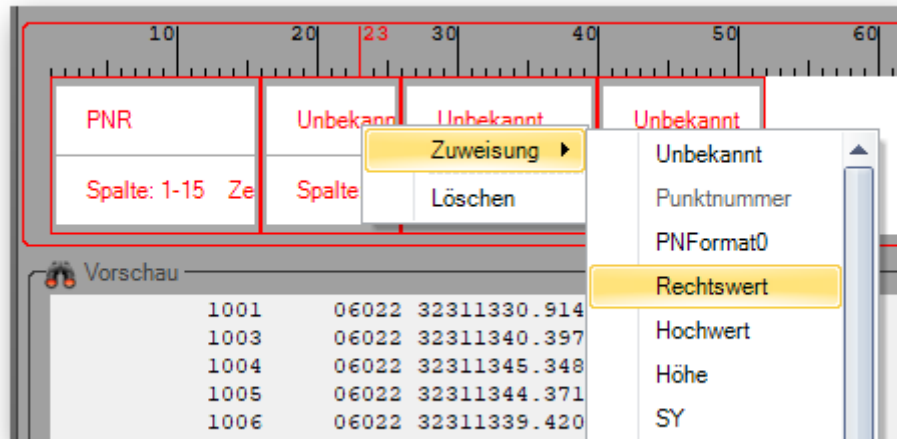 10 20 23 30 40 50 60
PNR Unbekann Unbekannt Unbekannt
Spalte: 1-15 Ze Spalte
Zuweisung
Löschen
Unbekannt
Punktnummer
PNFormat0
Rechtswert
Hochwert
Höhe
SY
Vorschau
1001 06022 32311330.914
1003 06022 32311340.397
1004 06022 32311345.348
1005 06022 32311344.371
1006 06022 32311339.420